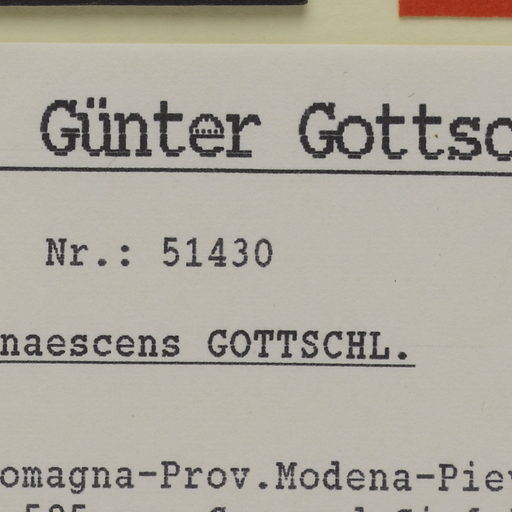 Günter Gottsc
Nr.: 51430
naescens GOTTSCHL.
omagna-Prov.Modena-Piev